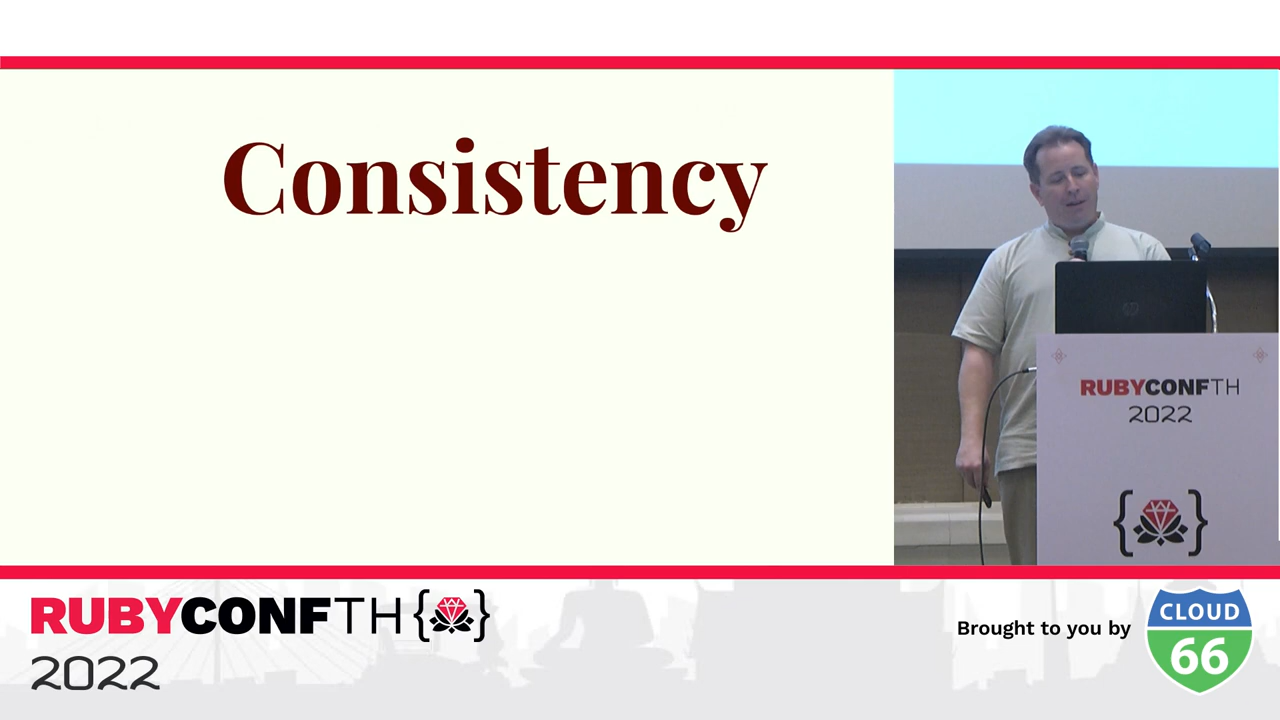 Consistency
RUBYCONFTH
2022
{ }
RUBYCONFTH { }
2022
Brought to you by
CLOUD
66